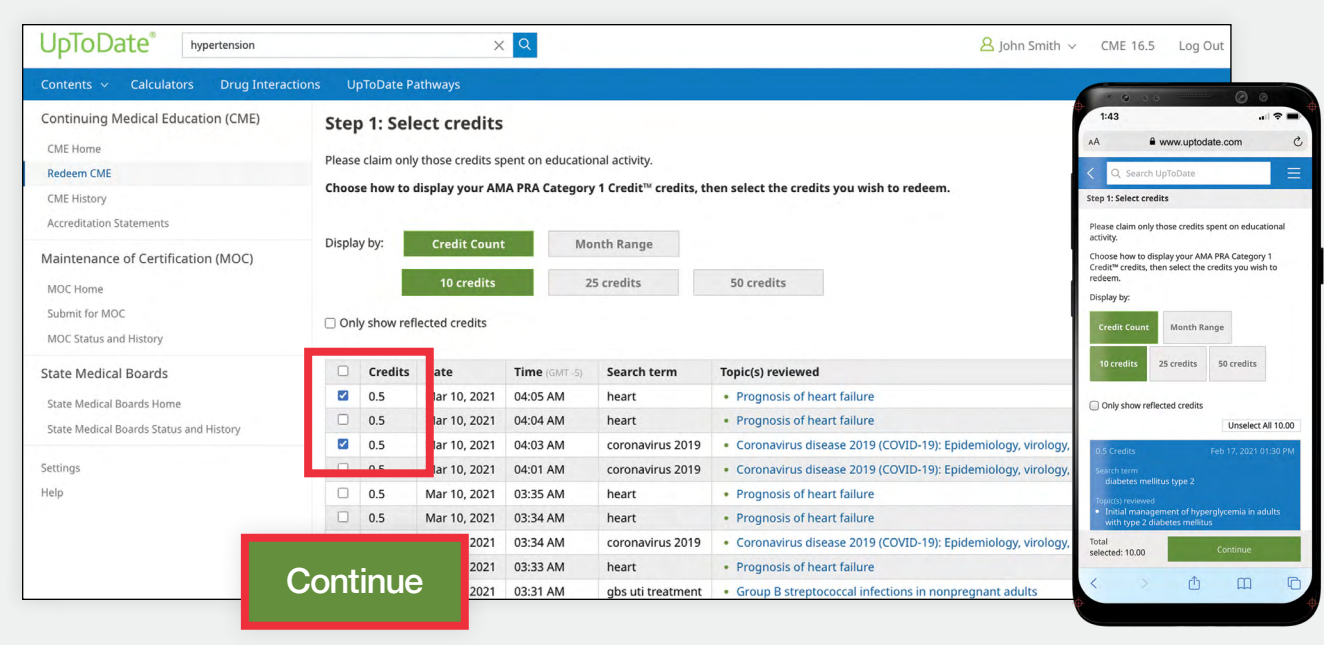 UpToDate®
hypertension
John Smith
CME 16.5
Log Out
Contents
Calculators
Drug Interactions
UpToDate Pathways
Continuing Medical Education (CME)
CME Home
Redeem CME
CME History
Accreditation Statements
Maintenance of Certification (MOC)
MOC Home
Submit for MOC
MOC Status and History
State Medical Boards
State Medical Boards Home
State Medical Boards Status and History
Settings
Help
Step 1: Select credits
Please claim only those credits spent on educational activity.
Choose how to display your AMA PRA Category 1 Credit™ credits, then select the credits you wish to redeem.
Display by: Credit Count Month Range
10 credits 25 credits 50 credits
Only show reflected credits
Credits ate Time (GMT -5) Search term Topic(s) reviewed
0.5 Mar 10, 2021 04:05 AM heart • Prognosis of heart failure
0.5 Mar 10, 2021 04:04 AM heart • Prognosis of heart failure
0.5 Mar 10, 2021 04:03 AM coronavirus 2019 • Coronavirus disease 2019 (COVID-19): Epidemiology, virology,
0.5 Mar 10, 2021 04:01 AM coronavirus 2019 • Coronavirus disease 2019 (COVID-19): Epidemiology, virology,
0.5 Mar 10, 2021 03:35 AM heart • Prognosis of heart failure
0.5 Mar 10, 2021 03:34 AM heart • Prognosis of heart failure
2021 03:34 AM coronavirus 2019 • Coronavirus disease 2019 (COVID-19): Epidemiology, virology,
2021 03:33 AM heart • Prognosis of heart failure
2021 03:31 AM gbs uti treatment • Group B streptococcal infections in nonpregnant adults
Continue
1:43
AA www.uptodate.com
Search UpToDate
Step 1: Select credits
Please claim only those credits spent on educational
activity.
Choose how to display your AMA PRA Category 1
Credit™ credits, then select the credits you wish to
redeem.
Display by:
Credit Count Month Range
10 credits 25 credits 50 credits
Only show reflected credits
Unselect All 10.00
0.5 Credits Feb 17, 2021 01:30 PM
Search term
diabetes mellitus type 2
Topic(s) reviewed
• Initial management of hyperglycemia in adults
with type 2 diabetes mellitus
Total
selected: 10.00
Continue